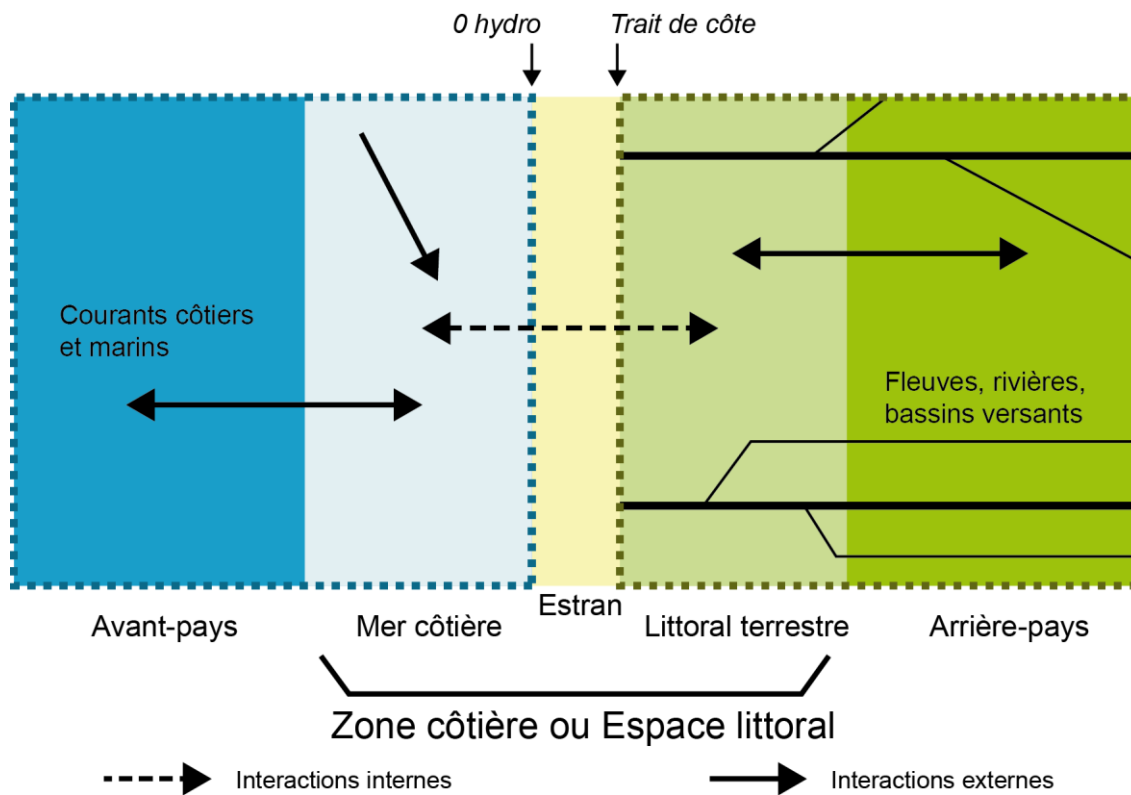 0 hydro
Trait de côte
Courants côtiers
et marins
Fleuves, rivières,
bassins versants
Avant-pays
Mer côtière
Estran
Littoral terrestre
Arrière-pays
Zone côtière ou Espace littoral
Interactions internes
Interactions externes